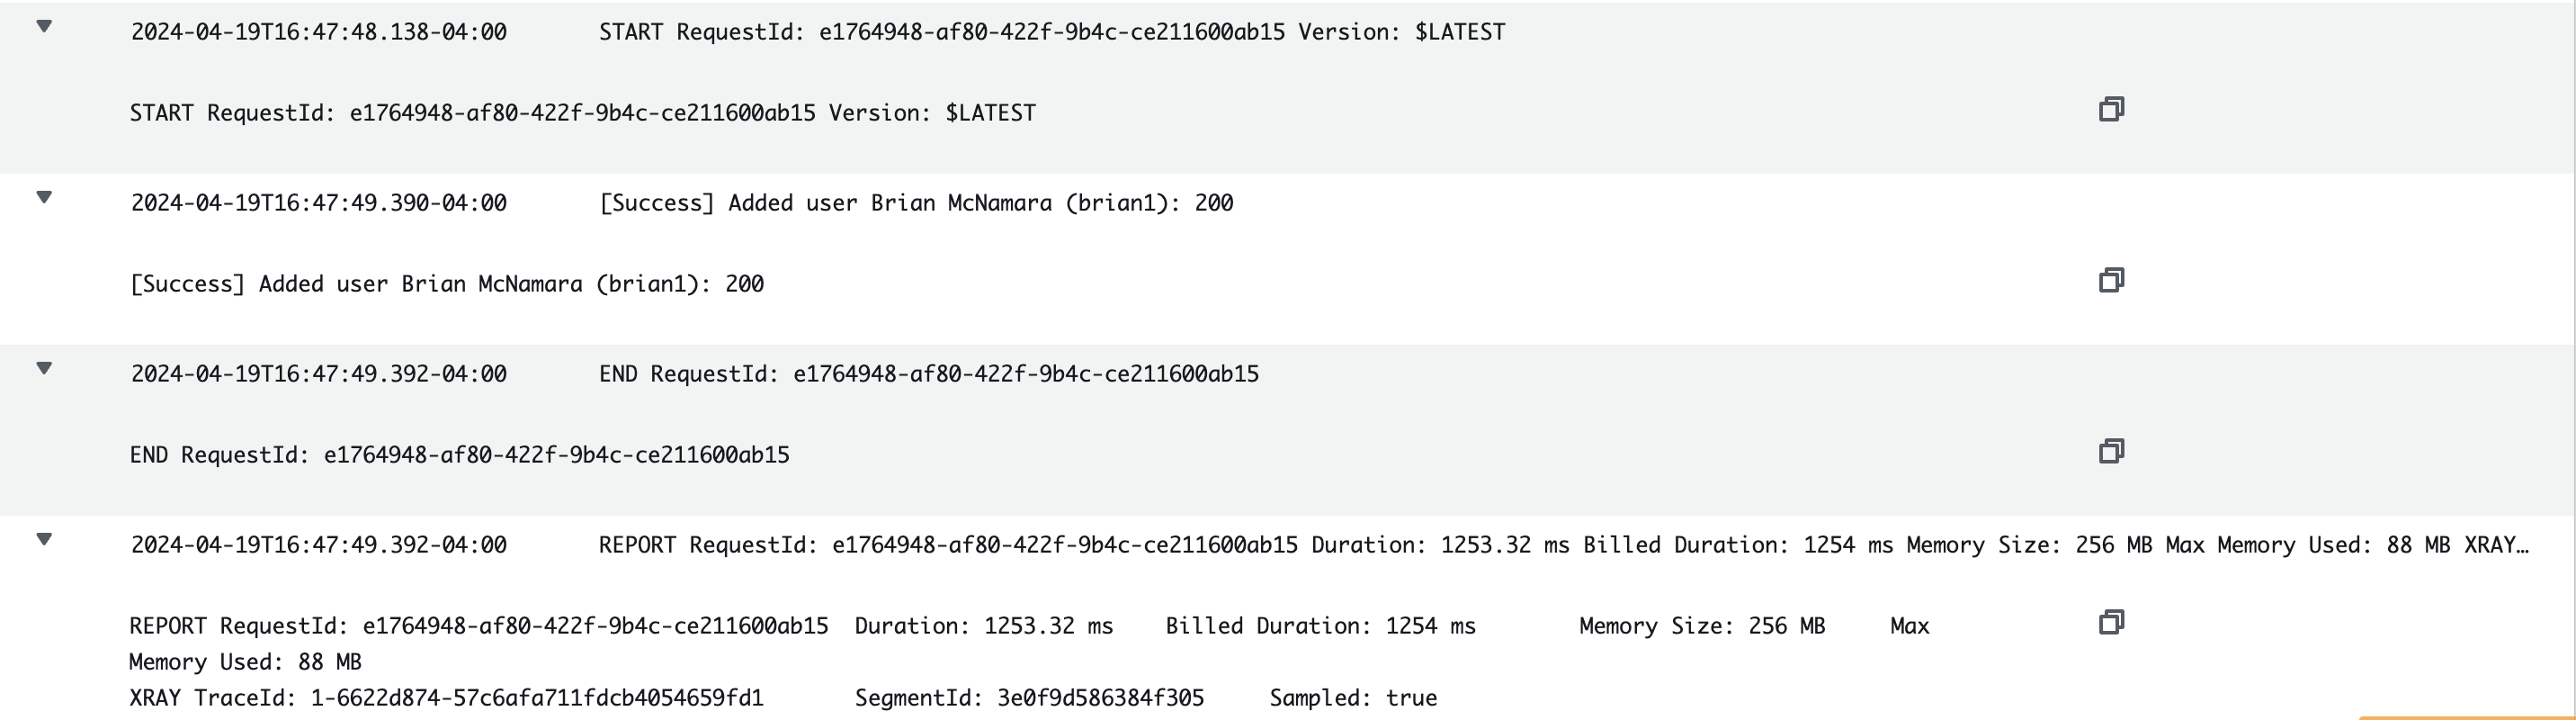 2024-04-19T16:47:48.138-04:00 START RequestId: e1764948-af80-422f-9b4c-ce211600ab15 Version: $LATEST
START RequestId: e1764948-af80-422f-9b4c-ce211600ab15 Version: $LATEST
2024-04-19T16:47:49.390-04:00 [Success] Added user Brian McNamara (brian1): 200
[Success] Added user Brian McNamara (brian1): 200
2024-04-19T16:47:49.392-04:00 END RequestId: e1764948-af80-422f-9b4c-ce211600ab15
END RequestId: e1764948-af80-422f-9b4c-ce211600ab15
2024-04-19T16:47:49.392-04:00 REPORT RequestId: e1764948-af80-422f-9b4c-ce211600ab15 Duration: 1253.32 ms Billed Duration: 1254 ms Memory Size: 256 MB Max Memory Used: 88 MB XRAY…
REPORT RequestId: e1764948-af80-422f-9b4c-ce211600ab15 Duration: 1253.32 ms Billed Duration: 1254 ms Memory Size: 256 MB Max
Memory Used: 88 MB
XRAY TraceId: 1-6622d874-57c6afa711fdcb4054659fd1 SegmentId: 3e0f9d586384f305 Sampled: true